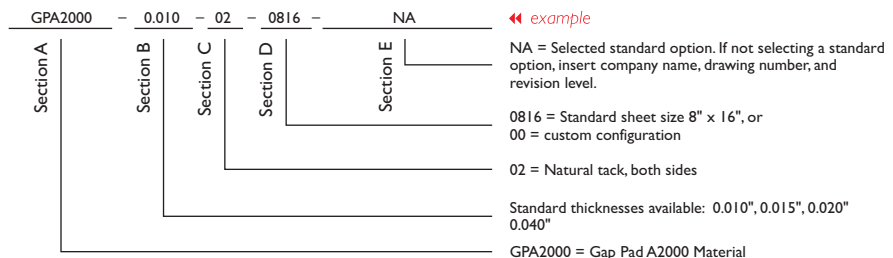 GPA2000 – 0.010 – 02 – 0816 – NA
example
Section A
Section B
Section C
Section D
Section E
NA = Selected standard option. If not selecting a standard
option, insert company name, drawing number, and
revision level.
0816 = Standard sheet size 8" x 16", or
00 = custom configuration
02 = Natural tack, both sides
Standard thicknesses available: 0.010", 0.015", 0.020"
0.040"
GPA2000 = Gap Pad A2000 Material